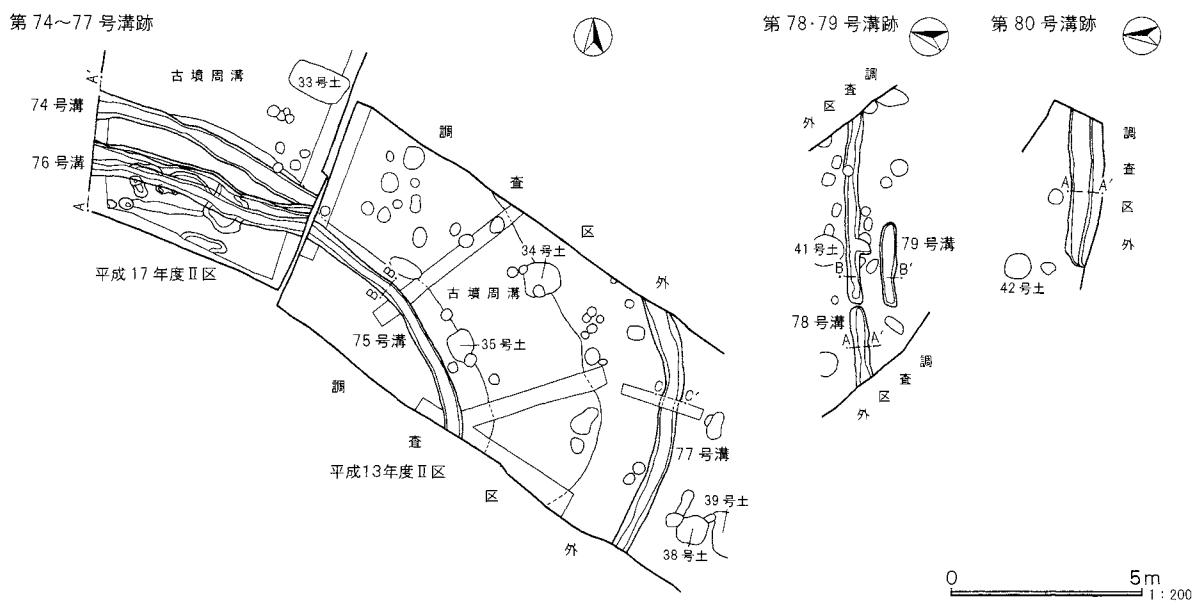 第74～77号溝跡
第78・79号溝跡
第80号溝跡
A'
古墳周溝
33号土
74号溝
76号溝
A
平成17年度Ⅱ区
調査区外
34号土
B'
B
古墳周溝
75号溝
35号土
調査区外
平成13年度Ⅱ区
C
C'
77号溝
39号土
38号土
調査区外
41号土
79号溝
B
B'
78号溝
A
A'
調査区外
調査区外
A
A'
42号土
0
5m
1：200